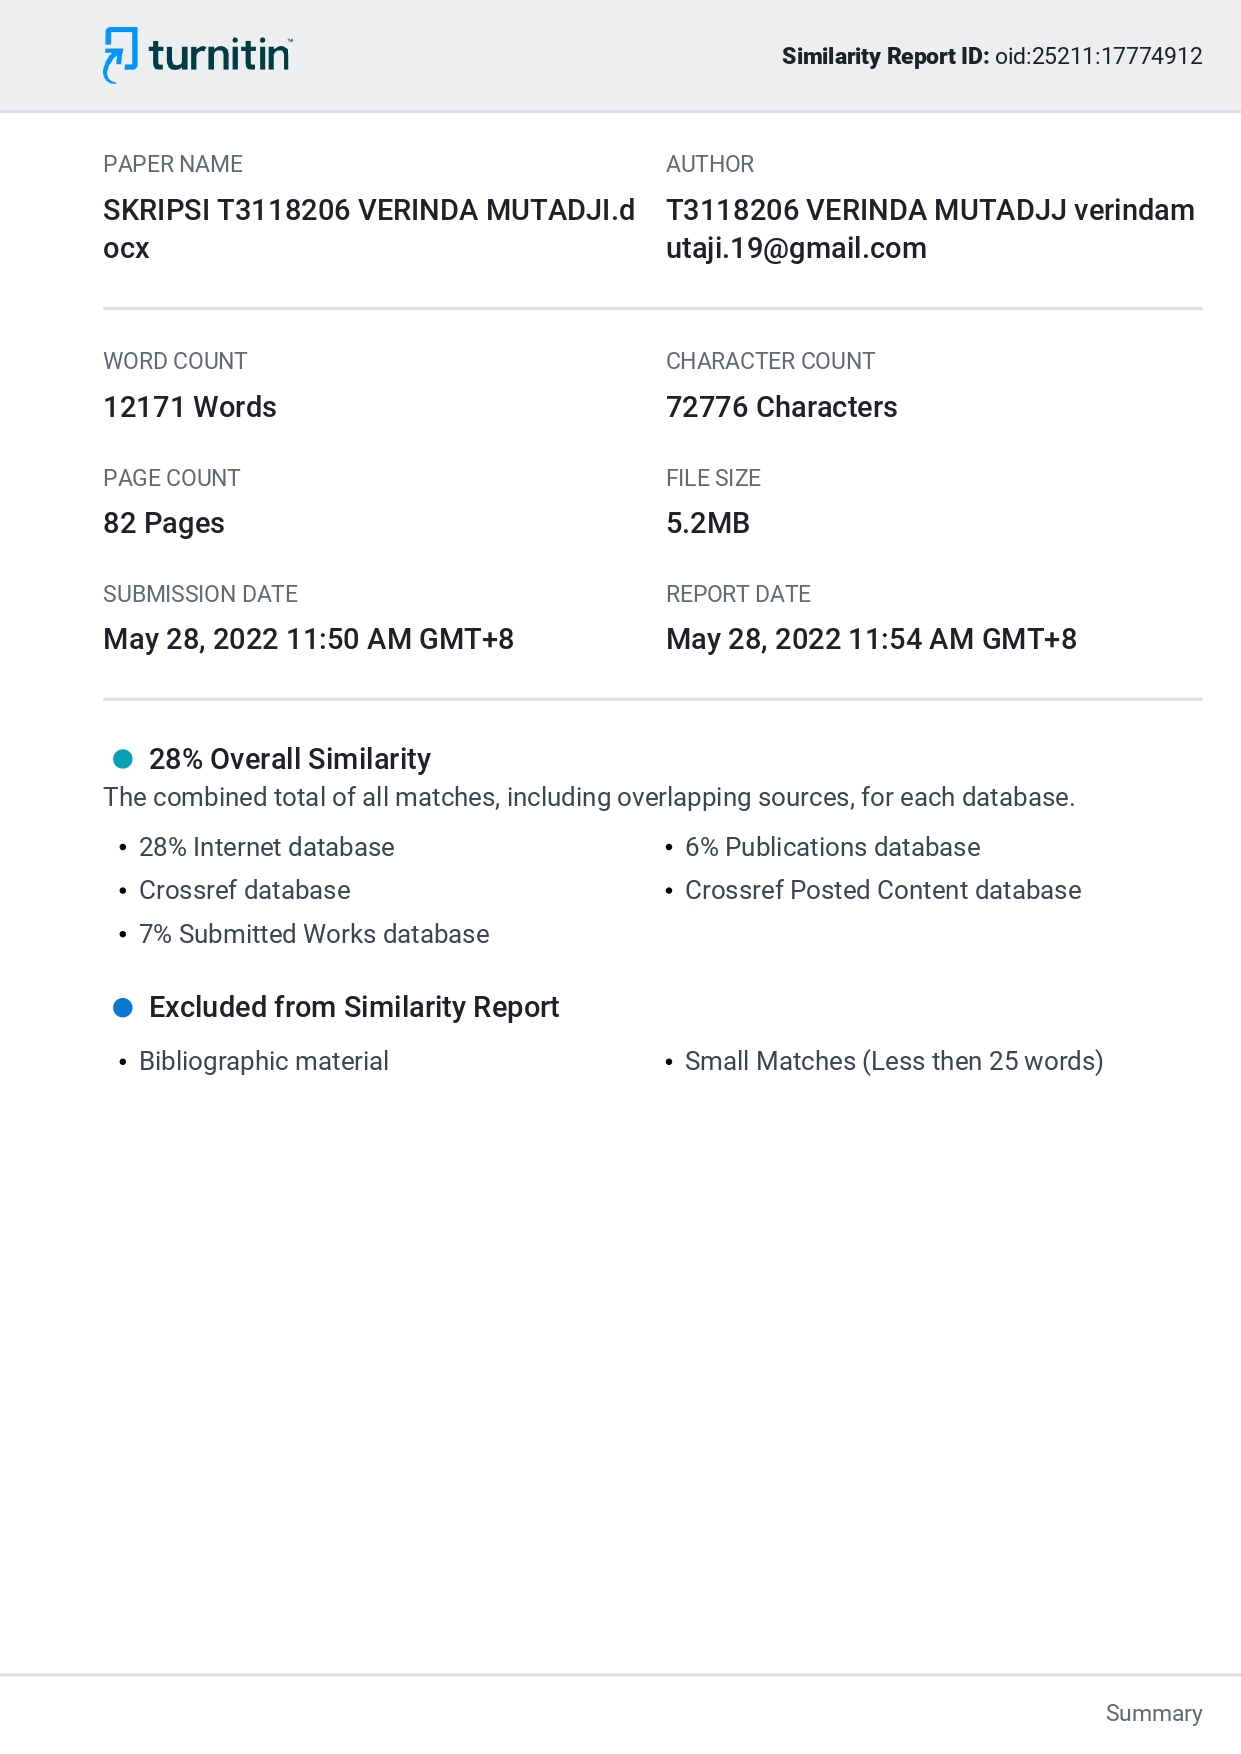 turnitin™
Similarity Report ID: oid:25211:17774912
PAPER NAME
SKRIPSI T3118206 VERINDA MUTADJI.d
ocx
AUTHOR
T3118206 VERINDA MUTADJJ verindam
utaji.19@gmail.com
WORD COUNT
12171 Words
CHARACTER COUNT
72776 Characters
PAGE COUNT
82 Pages
FILE SIZE
5.2MB
SUBMISSION DATE
May 28, 2022 11:50 AM GMT+8
REPORT DATE
May 28, 2022 11:54 AM GMT+8
● 28% Overall Similarity
The combined total of all matches, including overlapping sources, for each database.
• 28% Internet database
• 6% Publications database
• Crossref database
• Crossref Posted Content database
• 7% Submitted Works database
● Excluded from Similarity Report
• Bibliographic material
• Small Matches (Less then 25 words)
Summary